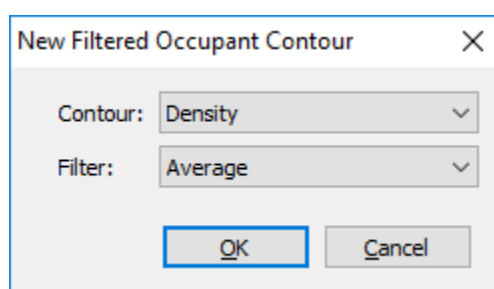 New Filtered Occupant Contour
Contour: Density
Filter: Average
OK Cancel